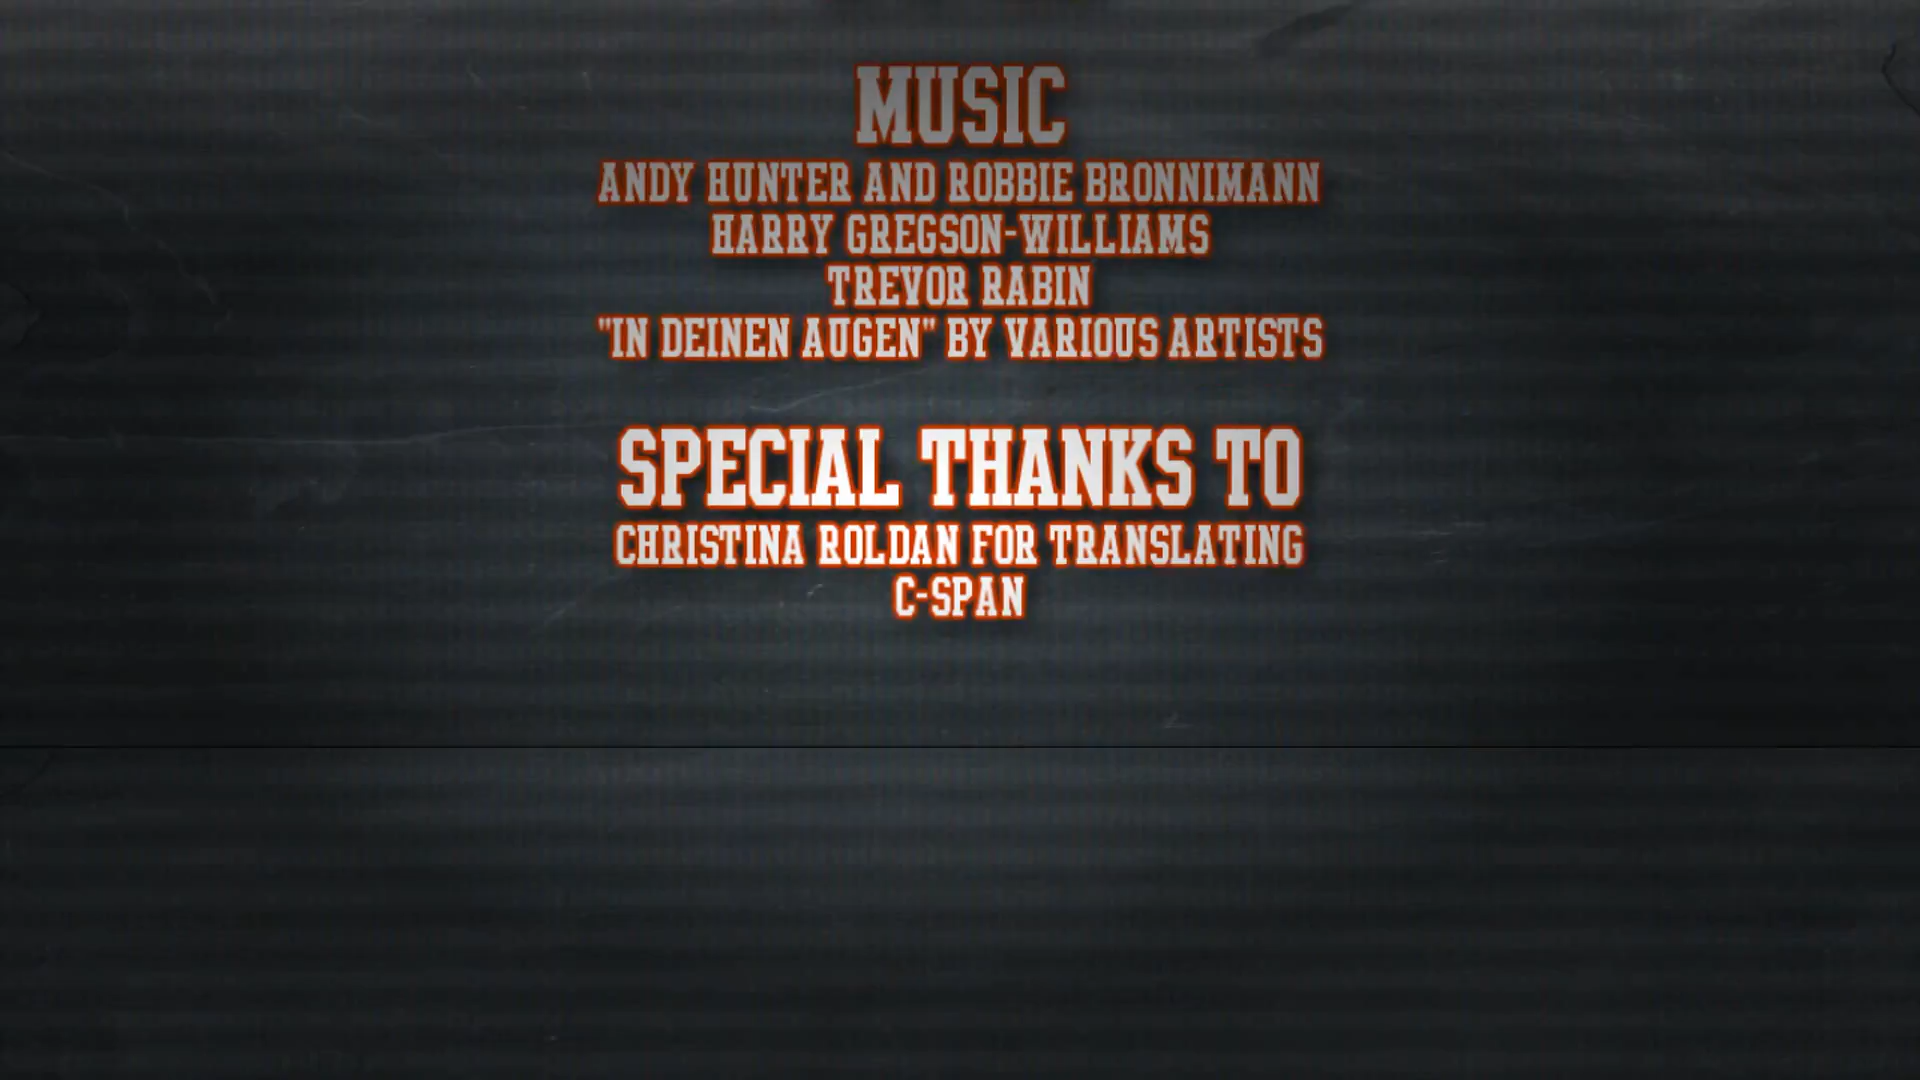 MUSIC
ANDY HUNTER AND ROBBIE BRONNIMANN
HARRY GREGSON-WILLIAMS
TREVOR RABIN
"IN DEINEN AUGEN" BY VARIOUS ARTISTS
SPECIAL THANKS TO
CHRISTINA ROLDAN FOR TRANSLATING
C-SPAN